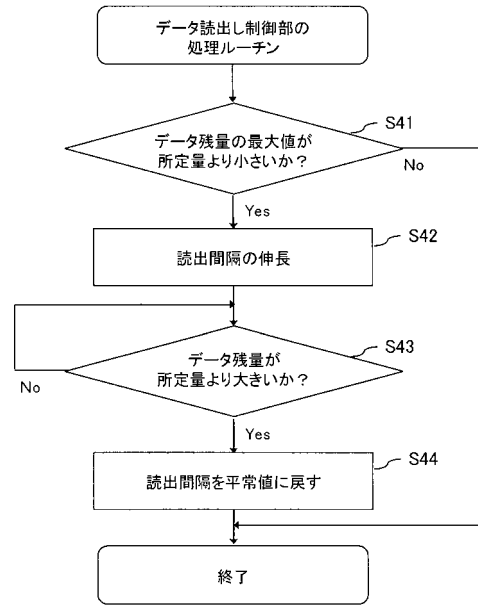 データ読出し制御部の
処理ルーチン
S41
データ残量の最大値が
所定量より小さいか？
No
Yes
S42
読出間隔の伸長
S43
データ残量が
所定量より大きいか？
No
Yes
S44
読出間隔を平常値に戻す
終了